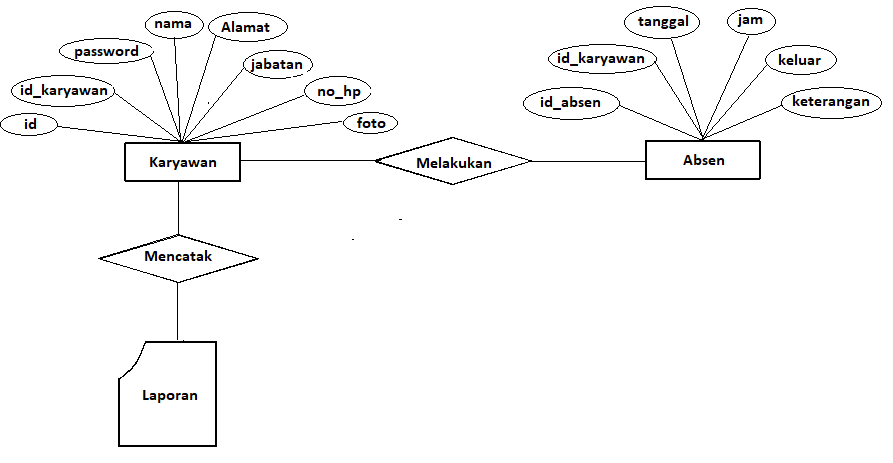 nama
Alamat
password
jabatan
id_karyawan
no_hp
id
foto
tanggal
jam
id_karyawan
keluar
id_absen
keterangan
Karyawan
Melakukan
Absen
Mencatak
Laporan